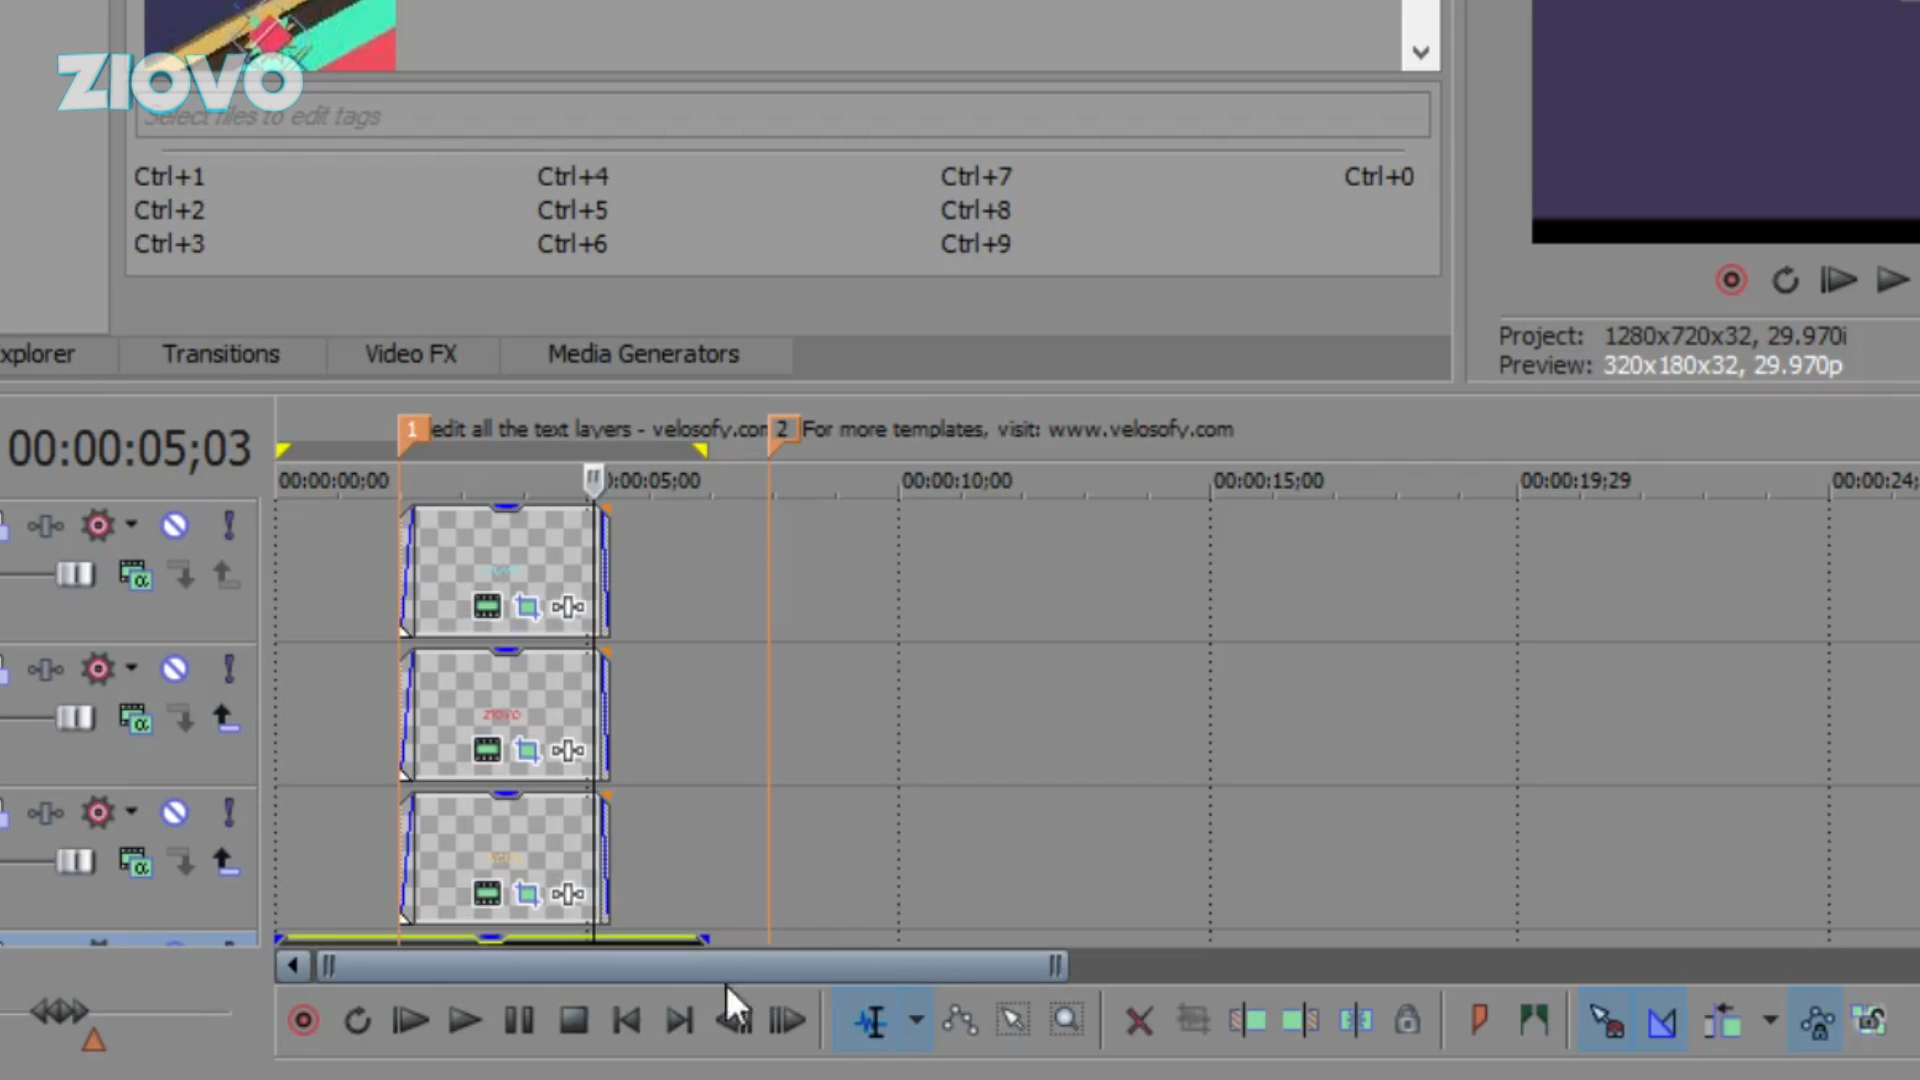 ZIOVO
Select files to edit tags
Ctrl+1 Ctrl+4 Ctrl+7 Ctrl+0
Ctrl+2 Ctrl+5 Ctrl+8
Ctrl+3 Ctrl+6 Ctrl+9
xplorer Transitions Video FX Media Generators
Project: 1280x720x32, 29.970i
Preview: 320x180x32, 29.970p
00:00:05;03
1 edit all the text layers - velosofy.com 2 For more templates, visit: www.velosofy.com
00:00:00;00 0:00:05;00 00:00:10;00 00:00:15;00 00:00:19;29 00:00:24;
ZIOVO